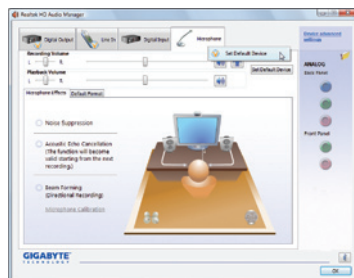 Realtek HD Audio Manager
Digital Output
Line In
Digital Input
Microphone
Device advanced settings
Set Default Device
Recording Volume
L
R
Set Default Device
Playback Volume
L
R
Microphone Effects
Default Format
Noise Suppression
Acoustic Echo Cancellation
(The function will become
valid starting from the next
recording)
Beam Forming
(Directional Recording)
Microphone Calibration
ANALOG
Back Panel
Front Panel
GIGABYTE
TECHNOLOGY
OK